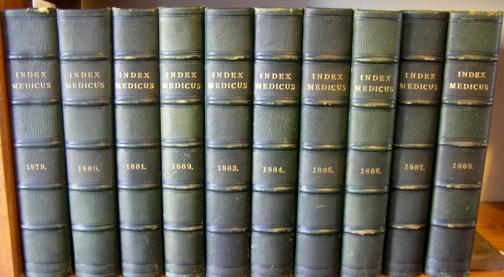 INDEX
MEDICUS
1879.
INDEX
MEDICUS
1880.
INDEX
MEDICUS
1881.
INDEX
MEDICUS
1882.
INDEX
MEDICUS
1883.
INDEX
MEDICUS
1884.
INDEX
MEDICUS
1885.
INDEX
MEDICUS
1886.
INDEX
MEDICUS
1887.
INDEX
MEDICUS
1888.